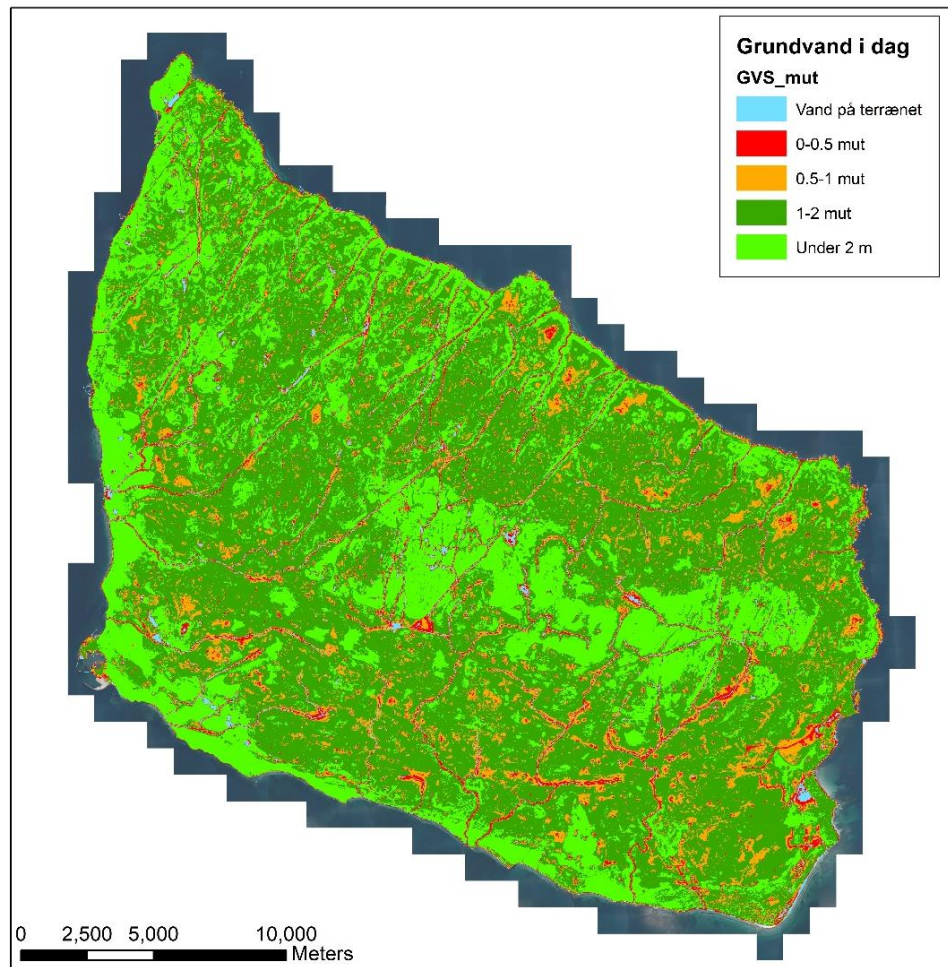 Grundvand i dag
GVS_mut
Vand på terrænet
0-0.5 mut
0.5-1 mut
1-2 mut
Under 2 m
0 2,500 5,000 10,000
Meters